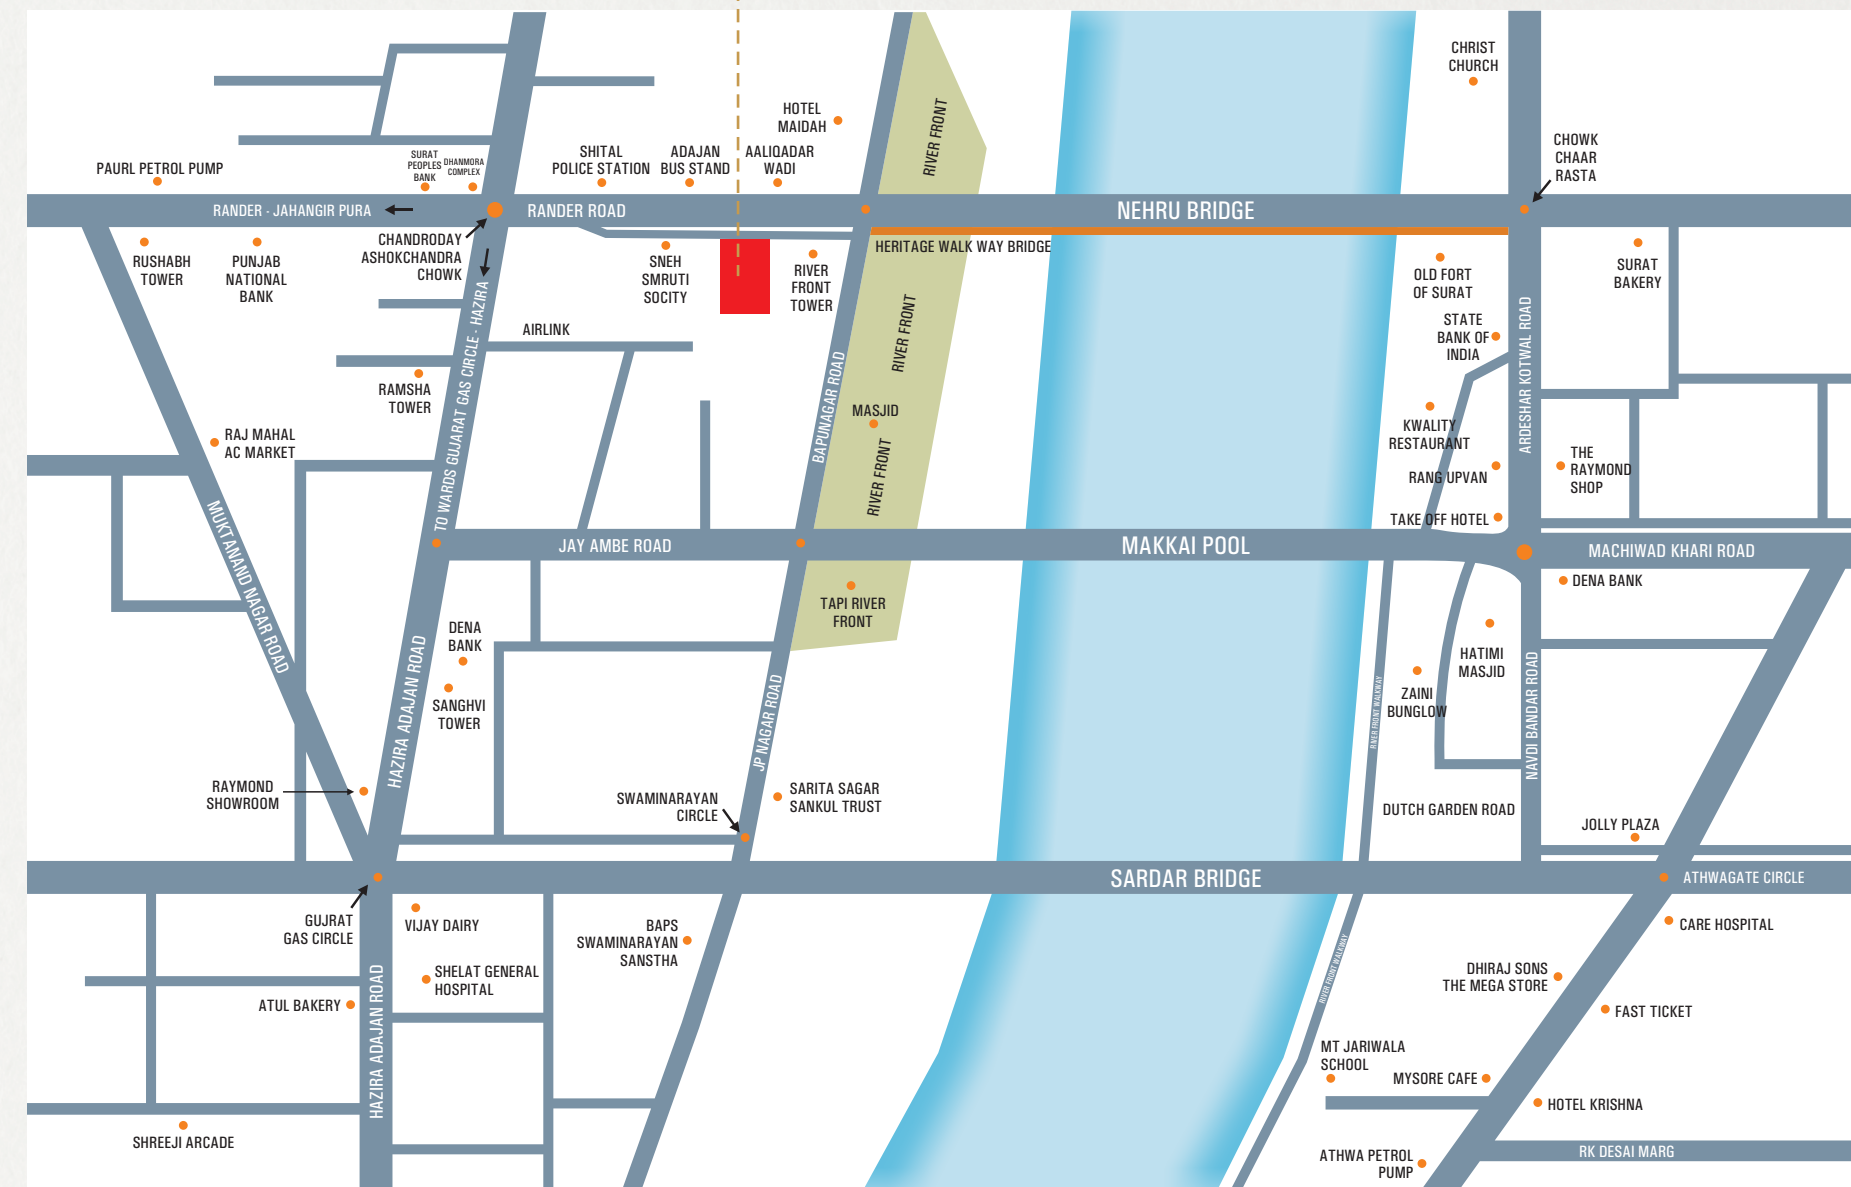 CHRIST
CHURCH
HOTEL
MAIDAH
RIVER FRONT
CHOWK
CHAAR
RASTA
PAURL PETROL PUMP
SURAT
PEOPLES
BANK
DHANMORA
COMPLEX
SHITAL
POLICE STATION
ADAJAN
BUS STAND
AALIQADAR
WADI
RANDER - JAHANGIR PURA
RANDER ROAD
NEHRU BRIDGE
CHANDRODAY
ASHOKCHANDRA
CHOWK
HERITAGE WALK WAY BRIDGE
RUSHABH
TOWER
PUNJAB
NATIONAL
BANK
SNEH
SMRUTI
SOCITY
RIVER
FRONT
TOWER
OLD FORT
OF SURAT
SURAT
BAKERY
TO WARDS GUJARAT GAS CIRCLE - HAZIRA
AIRLINK
RIVER FRONT
STATE
BANK OF
INDIA
ARDESHAR KOTWAL ROAD
RAMSHA
TOWER
BAPUNAGAR ROAD
MASJID
KWALITY
RESTAURANT
RAJ MAHAL
AC MARKET
RIVER FRONT
RANG UPVAN
THE
RAYMOND
SHOP
TAKE OFF HOTEL
MUKTANAND NAGAR ROAD
JAY AMBE ROAD
MAKKAI POOL
MACHIWAD KHARI ROAD
DENA BANK
TAPI RIVER
FRONT
DENA
BANK
HATIMI
MASJID
HAZIRA ADAJAN ROAD
SANGHVI
TOWER
JP NAGAR ROAD
RIVER FRONT WALKWAY
ZAINI
BUNGLOW
NAVDI BANDAR ROAD
RAYMOND
SHOWROOM
SWAMINARAYAN
CIRCLE
SARITA SAGAR
SANKUL TRUST
DUTCH GARDEN ROAD
JOLLY PLAZA
SARDAR BRIDGE
ATHWAGATE CIRCLE
GUJRAT
GAS CIRCLE
VIJAY DAIRY
BAPS
SWAMINARAYAN
SANSTHA
CARE HOSPITAL
HAZIRA ADAJAN ROAD
SHELAT GENERAL
HOSPITAL
RIVER FRONT WALKWAY
DHIRAJ SONS
THE MEGA STORE
ATUL BAKERY
FAST TICKET
MT JARIWALA
SCHOOL
MYSORE CAFE
HOTEL KRISHNA
SHREEJI ARCADE
ATHWA PETROL
PUMP
RK DESAI MARG